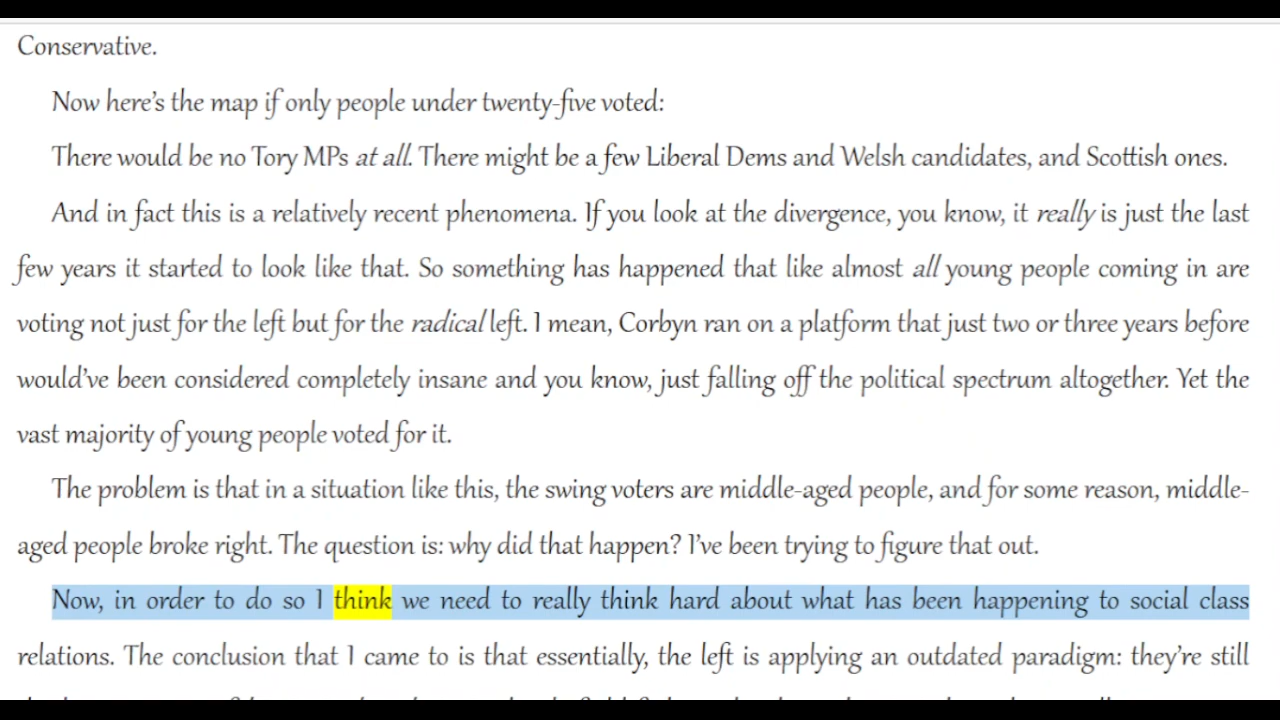 Conservative.
Now here's the map if only people under twenty-five voted:
There would be no Tory MPs at all. There might be a few Liberal Dems and Welsh candidates, and Scottish ones.
And in fact this is a relatively recent phenomena. If you look at the divergence, you know, it really is just the last
few years it started to look like that. So something has happened that like almost all young people coming in are
voting not just for the left but for the radical left. I mean, Corbyn ran on a platform that just two or three years before
would've been considered completely insane and you know, just falling off the political spectrum altogether. Yet the
vast majority of young people voted for it.
The problem is that in a situation like this, the swing voters are middle-aged people, and for some reason, middle-
aged people broke right. The question is: why did that happen? I've been trying to figure that out.
Now, in order to do so I think we need to really think hard about what has been happening to social class
relations. The conclusion that I came to is that essentially, the left is applying an outdated paradigm: they're still